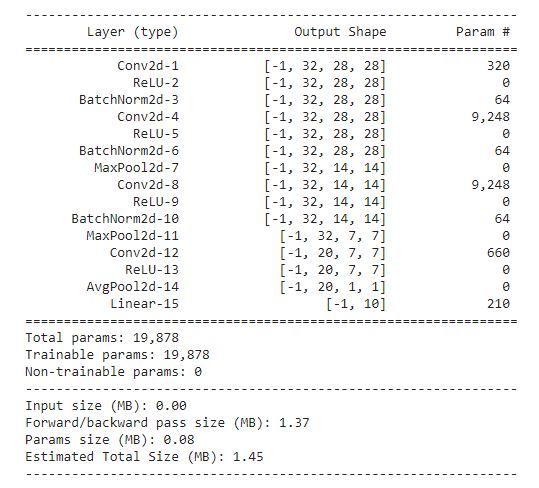 ----------------------------------------------------------------
Layer (type) Output Shape Param #
================================================================
Conv2d-1 [-1, 32, 28, 28] 320
ReLU-2 [-1, 32, 28, 28] 0
BatchNorm2d-3 [-1, 32, 28, 28] 64
Conv2d-4 [-1, 32, 28, 28] 9,248
ReLU-5 [-1, 32, 28, 28] 0
BatchNorm2d-6 [-1, 32, 28, 28] 64
MaxPool2d-7 [-1, 32, 14, 14] 0
Conv2d-8 [-1, 32, 14, 14] 9,248
ReLU-9 [-1, 32, 14, 14] 0
BatchNorm2d-10 [-1, 32, 14, 14] 64
MaxPool2d-11 [-1, 32, 7, 7] 0
Conv2d-12 [-1, 20, 7, 7] 660
ReLU-13 [-1, 20, 7, 7] 0
AvgPool2d-14 [-1, 20, 1, 1] 0
Linear-15 [-1, 10] 210
================================================================
Total params: 19,878
Trainable params: 19,878
Non-trainable params: 0
----------------------------------------------------------------
Input size (MB): 0.00
Forward/backward pass size (MB): 1.37
Params size (MB): 0.08
Estimated Total Size (MB): 1.45
----------------------------------------------------------------